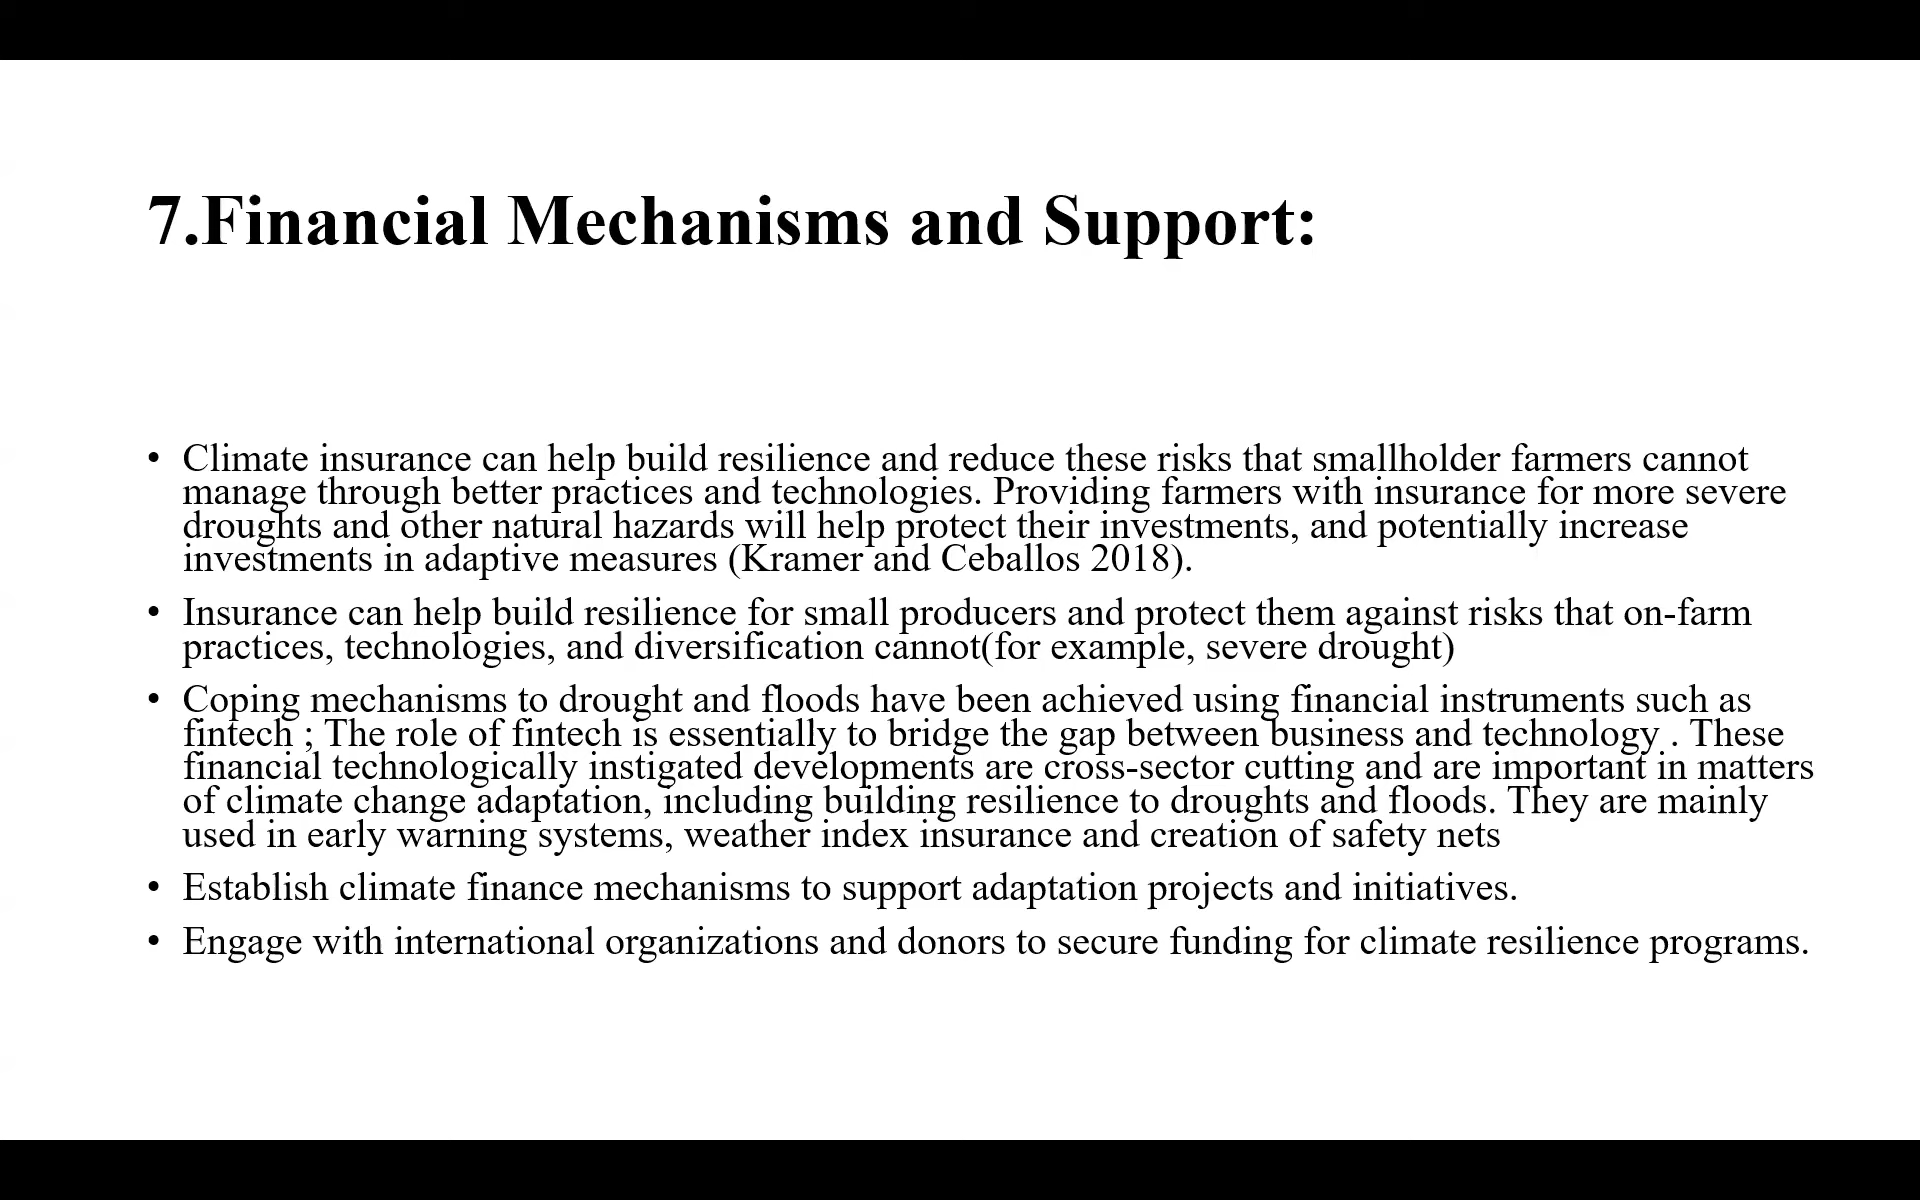 7.Financial Mechanisms and Support:
• Climate insurance can help build resilience and reduce these risks that smallholder farmers cannot
manage through better practices and technologies. Providing farmers with insurance for more severe
droughts and other natural hazards will help protect their investments, and potentially increase
investments in adaptive measures (Kramer and Ceballos 2018).
• Insurance can help build resilience for small producers and protect them against risks that on-farm
practices, technologies, and diversification cannot(for example, severe drought)
• Coping mechanisms to drought and floods have been achieved using financial instruments such as
fintech ; The role of fintech is essentially to bridge the gap between business and technology . These
financial technologically instigated developments are cross-sector cutting and are important in matters
of climate change adaptation, including building resilience to droughts and floods. They are mainly
used in early warning systems, weather index insurance and creation of safety nets
• Establish climate finance mechanisms to support adaptation projects and initiatives.
• Engage with international organizations and donors to secure funding for climate resilience programs.